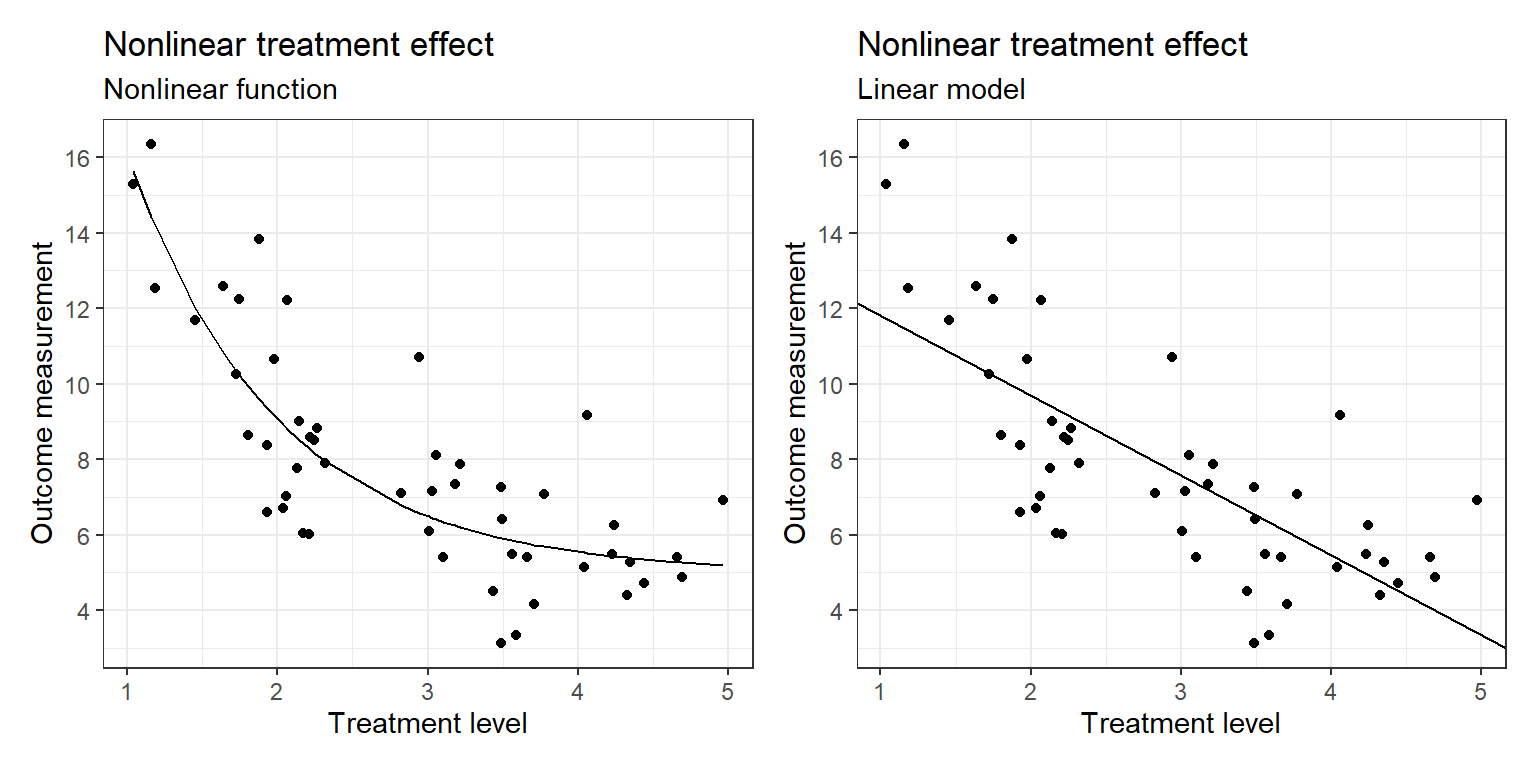 Nonlinear treatment effect
Nonlinear function
16
14
12
10
8
6
4
Outcome measurement
1 2 3 4 5
Treatment level
Nonlinear treatment effect
Linear model
16
14
12
10
8
6
4
Outcome measurement
1 2 3 4 5
Treatment level